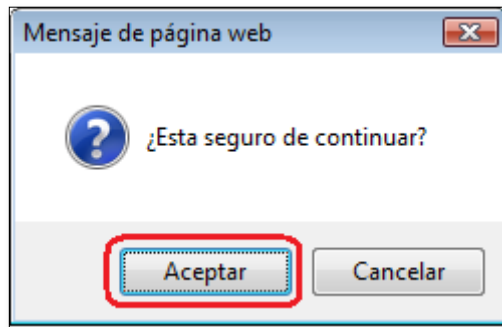 Mensaje de página web
¿Esta seguro de continuar?
Aceptar Cancelar